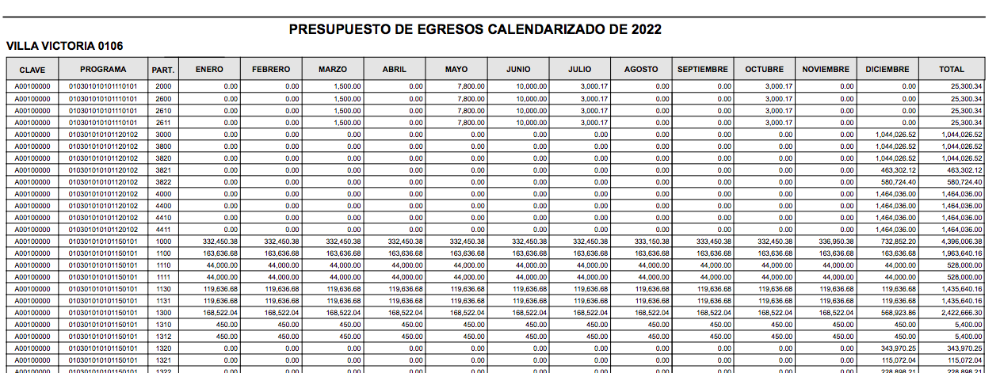 PRESUPUESTO DE EGRESOS CALENDARIZADO DE 2022
VILLA VICTORIA 0106
CLAVE PROGRAMA PART. ENERO FEBRERO MARZO ABRIL MAYO JUNIO JULIO AGOSTO SEPTIEMBRE OCTUBRE NOVIEMBRE DICIEMBRE TOTAL
A00100000 010301010101110101 2000 0.00 0.00 1,500.00 0.00 7,800.00 10,000.00 3,000.17 0.00 0.00 3,000.17 0.00 0.00 25,300.34
A00100000 010301010101110101 2600 0.00 0.00 1,500.00 0.00 7,800.00 10,000.00 3,000.17 0.00 0.00 3,000.17 0.00 0.00 25,300.34
A00100000 010301010101110101 2610 0.00 0.00 1,500.00 0.00 7,800.00 10,000.00 3,000.17 0.00 0.00 3,000.17 0.00 0.00 25,300.34
A00100000 010301010101110101 2611 0.00 0.00 1,500.00 0.00 7,800.00 10,000.00 3,000.17 0.00 0.00 3,000.17 0.00 0.00 25,300.34
A00100000 010301010101120102 3000 0.00 0.00 0.00 0.00 0.00 0.00 0.00 0.00 0.00 0.00 0.00 1,044,026.52 1,044,026.52
A00100000 010301010101120102 3800 0.00 0.00 0.00 0.00 0.00 0.00 0.00 0.00 0.00 0.00 0.00 1,044,026.52 1,044,026.52
A00100000 010301010101120102 3820 0.00 0.00 0.00 0.00 0.00 0.00 0.00 0.00 0.00 0.00 0.00 1,044,026.52 1,044,026.52
A00100000 010301010101120102 3821 0.00 0.00 0.00 0.00 0.00 0.00 0.00 0.00 0.00 0.00 0.00 463,302.12 463,302.12
A00100000 010301010101120102 3822 0.00 0.00 0.00 0.00 0.00 0.00 0.00 0.00 0.00 0.00 0.00 580,724.40 580,724.40
A00100000 010301010101120102 4000 0.00 0.00 0.00 0.00 0.00 0.00 0.00 0.00 0.00 0.00 0.00 1,464,036.00 1,464,036.00
A00100000 010301010101120102 4400 0.00 0.00 0.00 0.00 0.00 0.00 0.00 0.00 0.00 0.00 0.00 1,464,036.00 1,464,036.00
A00100000 010301010101120102 4410 0.00 0.00 0.00 0.00 0.00 0.00 0.00 0.00 0.00 0.00 0.00 1,464,036.00 1,464,036.00
A00100000 010301010101120102 4411 0.00 0.00 0.00 0.00 0.00 0.00 0.00 0.00 0.00 0.00 0.00 1,464,036.00 1,464,036.00
A00100000 010301010101150101 1000 332,450.38 332,450.38 332,450.38 332,450.38 332,450.38 332,450.38 332,450.38 333,150.38 333,450.38 332,450.38 336,950.38 732,852.20 4,396,006.38
A00100000 010301010101150101 1100 163,636.68 163,636.68 163,636.68 163,636.68 163,636.68 163,636.68 163,636.68 163,636.68 163,636.68 163,636.68 163,636.68 163,636.68 1,963,640.16
A00100000 010301010101150101 1110 44,000.00 44,000.00 44,000.00 44,000.00 44,000.00 44,000.00 44,000.00 44,000.00 44,000.00 44,000.00 44,000.00 44,000.00 528,000.00
A00100000 010301010101150101 1111 44,000.00 44,000.00 44,000.00 44,000.00 44,000.00 44,000.00 44,000.00 44,000.00 44,000.00 44,000.00 44,000.00 44,000.00 528,000.00
A00100000 010301010101150101 1130 119,636.68 119,636.68 119,636.68 119,636.68 119,636.68 119,636.68 119,636.68 119,636.68 119,636.68 119,636.68 119,636.68 119,636.68 1,435,640.16
A00100000 010301010101150101 1131 119,636.68 119,636.68 119,636.68 119,636.68 119,636.68 119,636.68 119,636.68 119,636.68 119,636.68 119,636.68 119,636.68 119,636.68 1,435,640.16
A00100000 010301010101150101 1300 168,522.04 168,522.04 168,522.04 168,522.04 168,522.04 168,522.04 168,522.04 168,522.04 168,522.04 168,522.04 168,522.04 568,923.86 2,422,666.30
A00100000 010301010101150101 1310 450.00 450.00 450.00 450.00 450.00 450.00 450.00 450.00 450.00 450.00 450.00 450.00 5,400.00
A00100000 010301010101150101 1312 450.00 450.00 450.00 450.00 450.00 450.00 450.00 450.00 450.00 450.00 450.00 450.00 5,400.00
A00100000 010301010101150101 1320 0.00 0.00 0.00 0.00 0.00 0.00 0.00 0.00 0.00 0.00 0.00 343,970.25 343,970.25
A00100000 010301010101150101 1321 0.00 0.00 0.00 0.00 0.00 0.00 0.00 0.00 0.00 0.00 0.00 115,072.04 115,072.04
A00100000 010301010101150101 1322 0.00 0.00 0.00 0.00 0.00 0.00 0.00 0.00 0.00 0.00 0.00 228,898.21 228,898.21